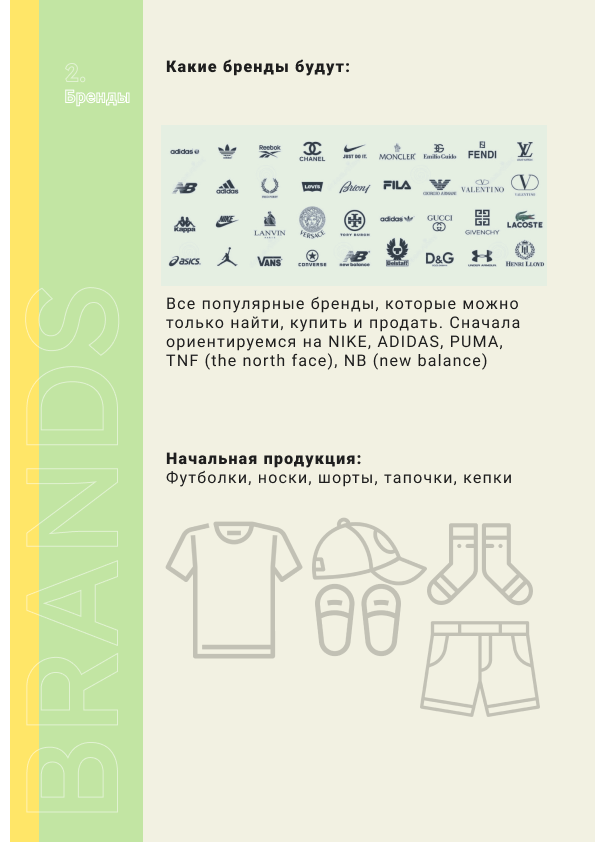 2.
Бренды
Какие бренды будут:
adidas
Reebok
CHANEL
JUST DO IT.
MONCLER
Emilio Guido
FENDI
LV
NB
adidas
LEVI'S
Brioni
FILA
GIORGIO ARMANI
VALENTINO
V
VALENTINO
Kappa
NIKE
LANVIN
VERSACE
TORY BURCH
adidas
GUCCI
GIVENCHY
LACOSTE
asics
VANS
CONVERSE
new balance
Belstaff
D&G
UNDER ARMOUR
HENRI LLOYD
Все популярные бренды, которые можно
только найти, купить и продать. Сначала
ориентируемся на NIKE, ADIDAS, PUMA,
TNF (the north face), NB (new balance)
Начальная продукция:
Футболки, носки, шорты, тапочки, кепки
BRANDS